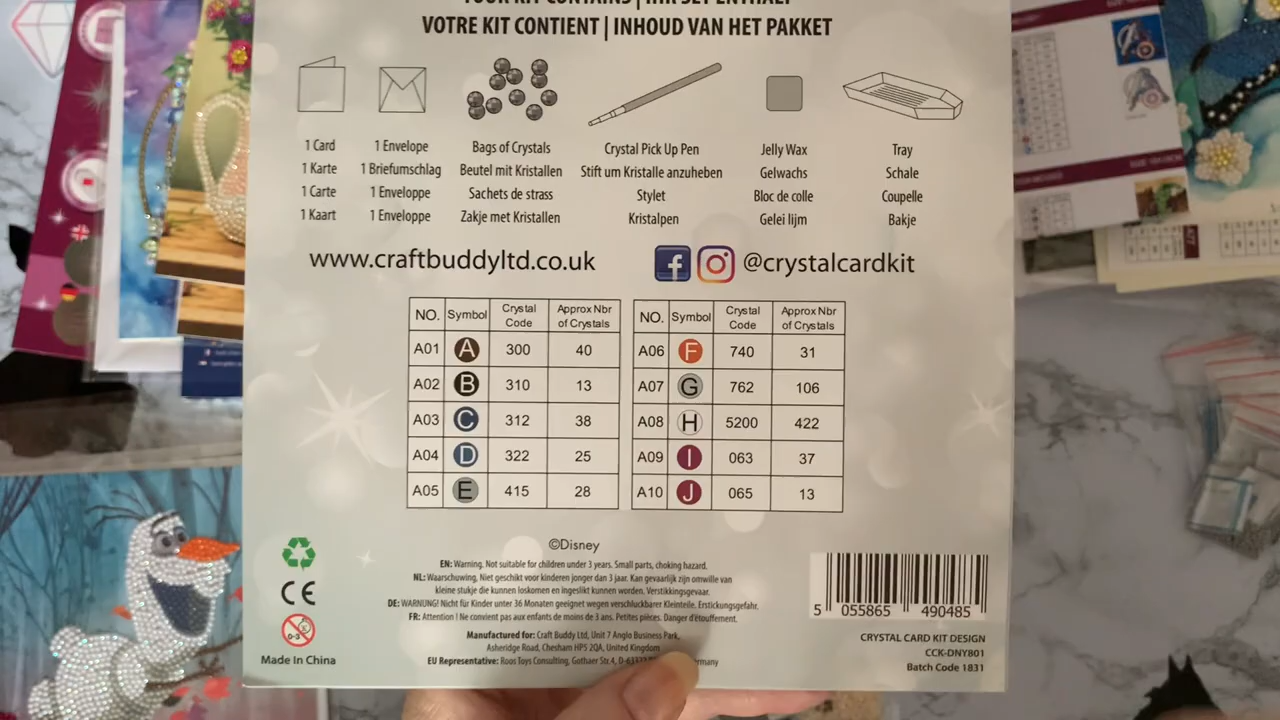 YOUR KIT CONTAINS | IHR SET ENTHÄLT
VOTRE KIT CONTIENT | INHOUD VAN HET PAKKET
1 Card 1 Envelope Bags of Crystals Crystal Pick Up Pen Jelly Wax Tray
1 Karte 1 Briefumschlag Beutel mit Kristallen Stift um Kristalle anzuheben Gelwachs Schale
1 Carte 1 Enveloppe Sachets de strass Stylet Bloc de colle Coupelle
1 Kaart 1 Enveloppe Zakje met Kristallen Kristalpen Gelei lijm Bakje
www.craftbuddyltd.co.uk @crystalcardkit
NO. Symbol Crystal Code Approx Nbr of Crystals NO. Symbol Crystal Code Approx Nbr of Crystals
A01 A 300 40 A06 F 740 31
A02 B 310 13 A07 G 762 106
A03 C 312 38 A08 H 5200 422
A04 D 322 25 A09 I 063 37
A05 E 415 28 A10 J 065 13
©Disney
EN: Warning. Not suitable for children under 3 years. Small parts, choking hazard.
NL: Waarschuwing, Niet geschikt voor kinderen jonger dan 3 jaar. Kan gevaarlijk zijn omwille van
kleine stukje die kunnen loskomen en ingeslikt kunnen worden. Verstikkingsgevaar.
DE: WARNUNG! Nicht für Kinder unter 36 Monaten geeignet wegen verschluckbarer Kleinteile. Erstickungsgefahr.
FR: Attention ! Ne convient pas aux enfants de moins de 3 ans. Petites pièces. Danger d'étouffement.
Manufactured for: Craft Buddy Ltd, Unit 7 Anglo Business Park,
Asheridge Road, Chesham HP5 2QA, United Kingdom
EU Representative: Roos Toys Consulting, Gothaer Str.4,
CE
0-3
Made In China
5 055865 490485
CRYSTAL CARD KIT DESIGN
CCK-DNY801
Batch Code 1831